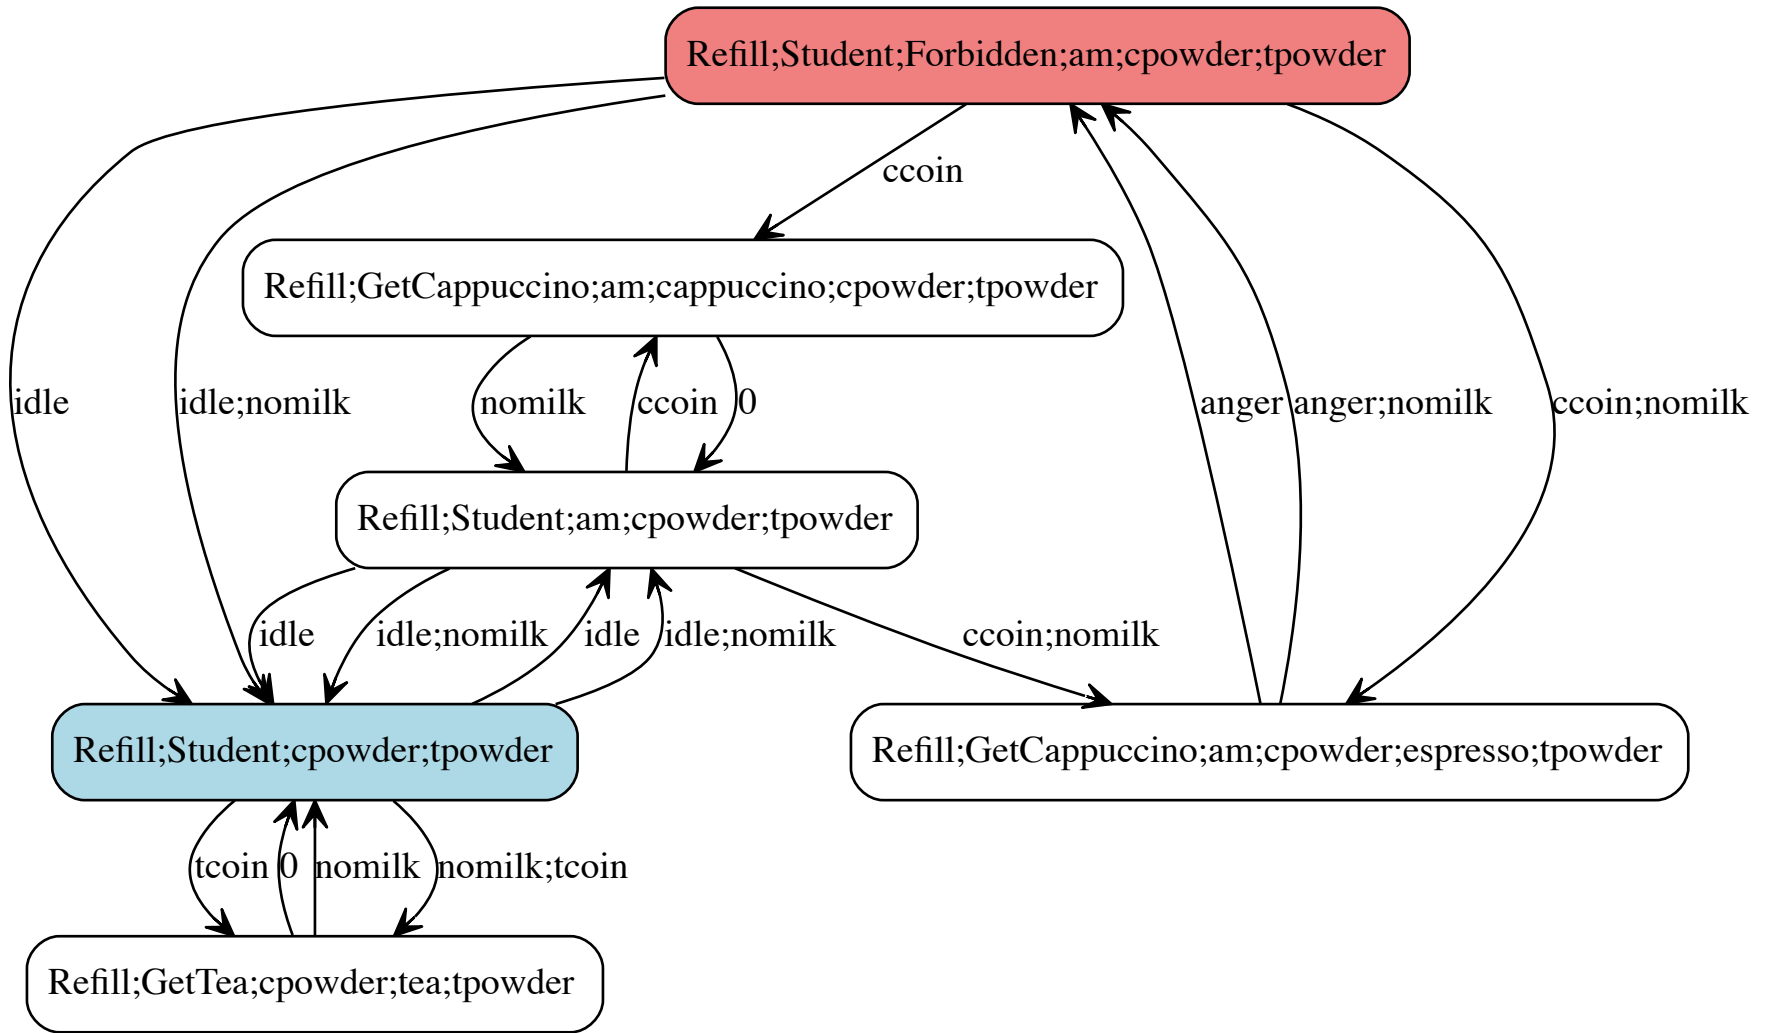 Refill;Student;Forbidden;am;cpowder;tpowder
ccoin
Refill;GetCappuccino;am;cappuccino;cpowder;tpowder
idle
idle;nomilk
nomilk
ccoin
0
anger
anger;nomilk
ccoin;nomilk
Refill;Student;am;cpowder;tpowder
idle
idle;nomilk
idle
idle;nomilk
ccoin;nomilk
Refill;Student;cpowder;tpowder
Refill;GetCappuccino;am;cpowder;espresso;tpowder
tcoin
0
nomilk
nomilk;tcoin
Refill;GetTea;cpowder;tea;tpowder